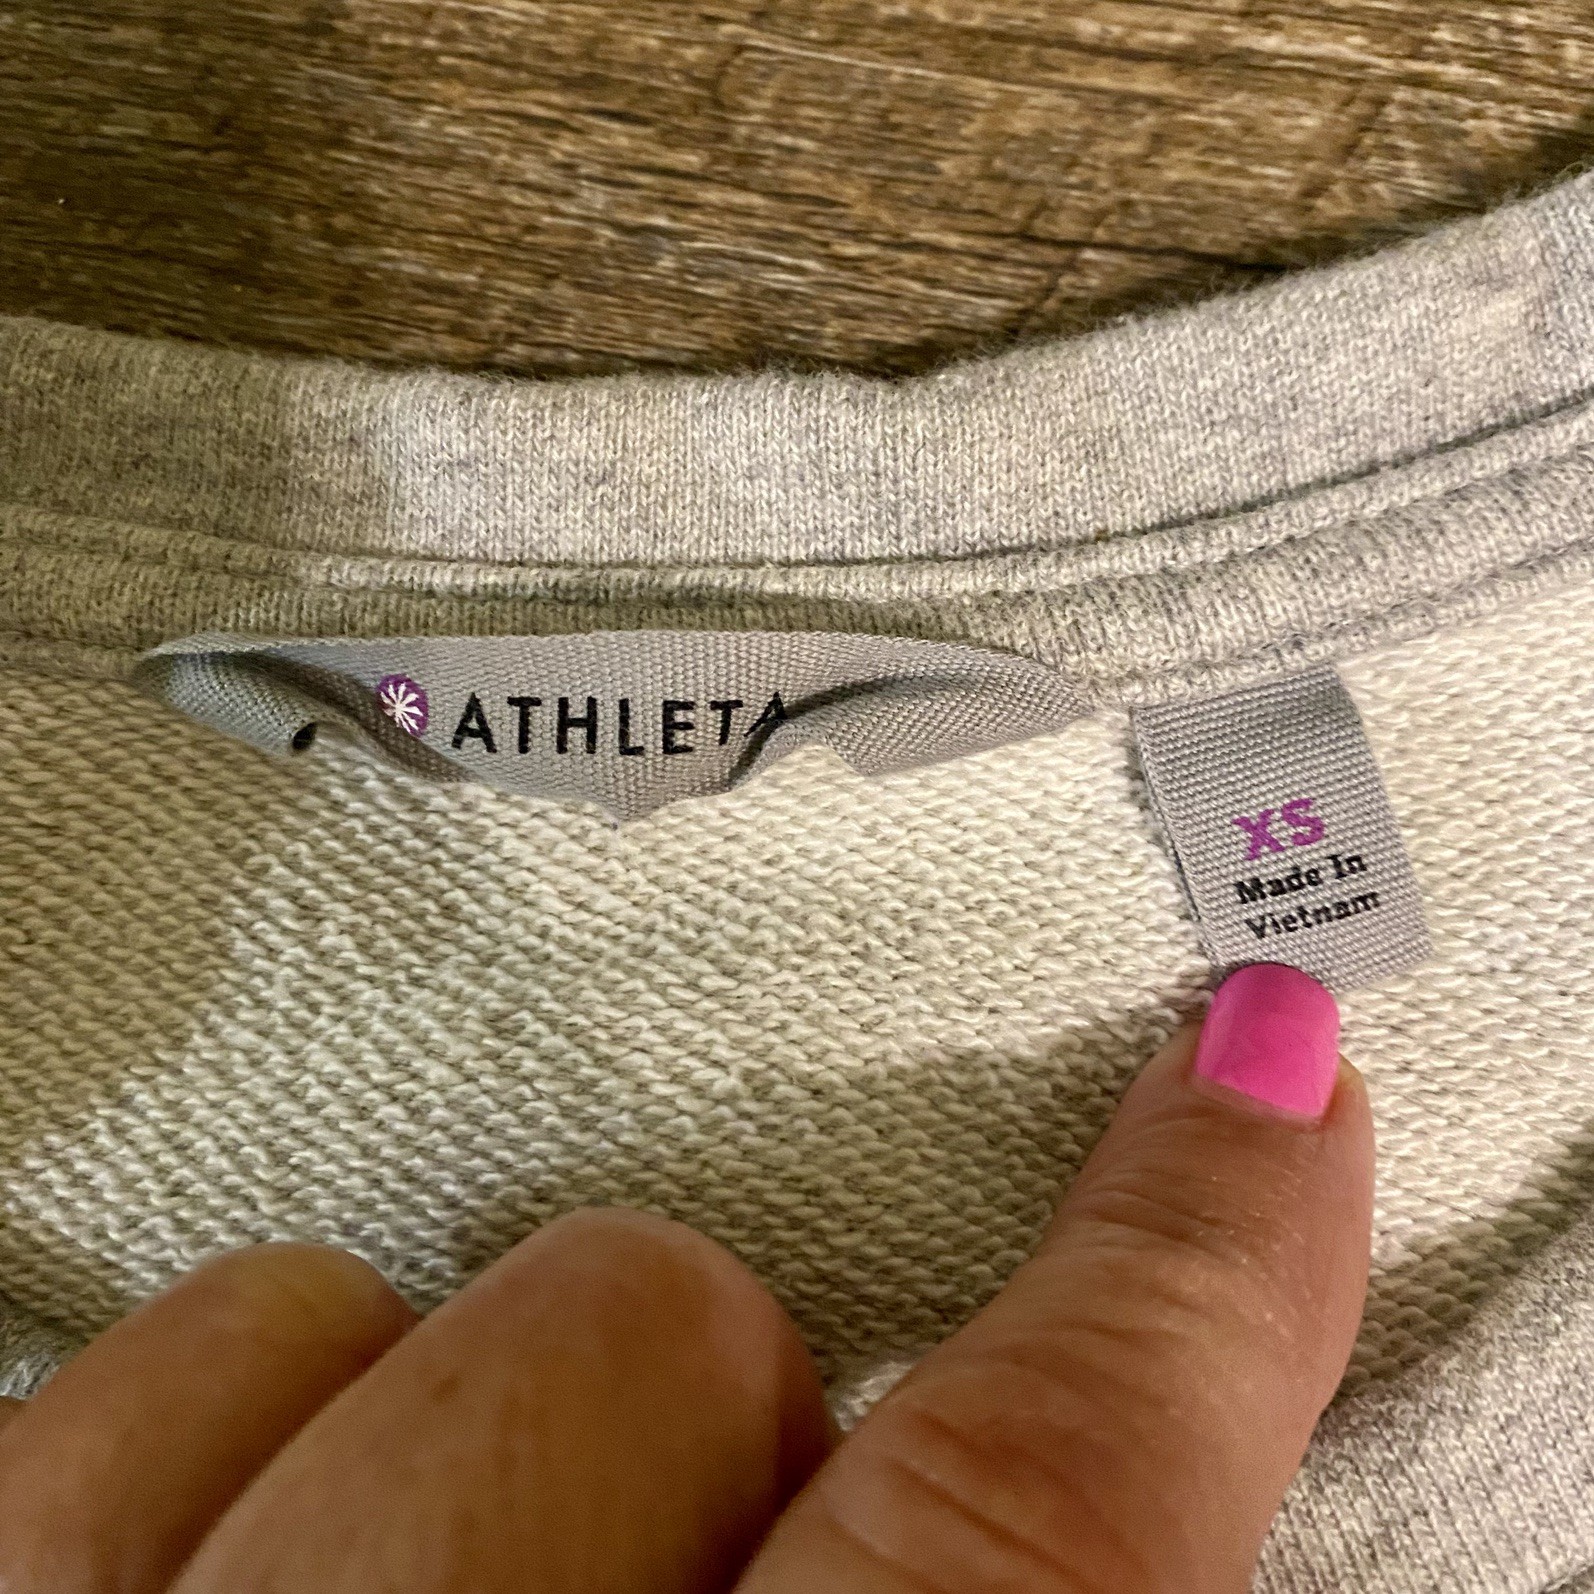 ATHLETA
XS
Made In
Vietnam